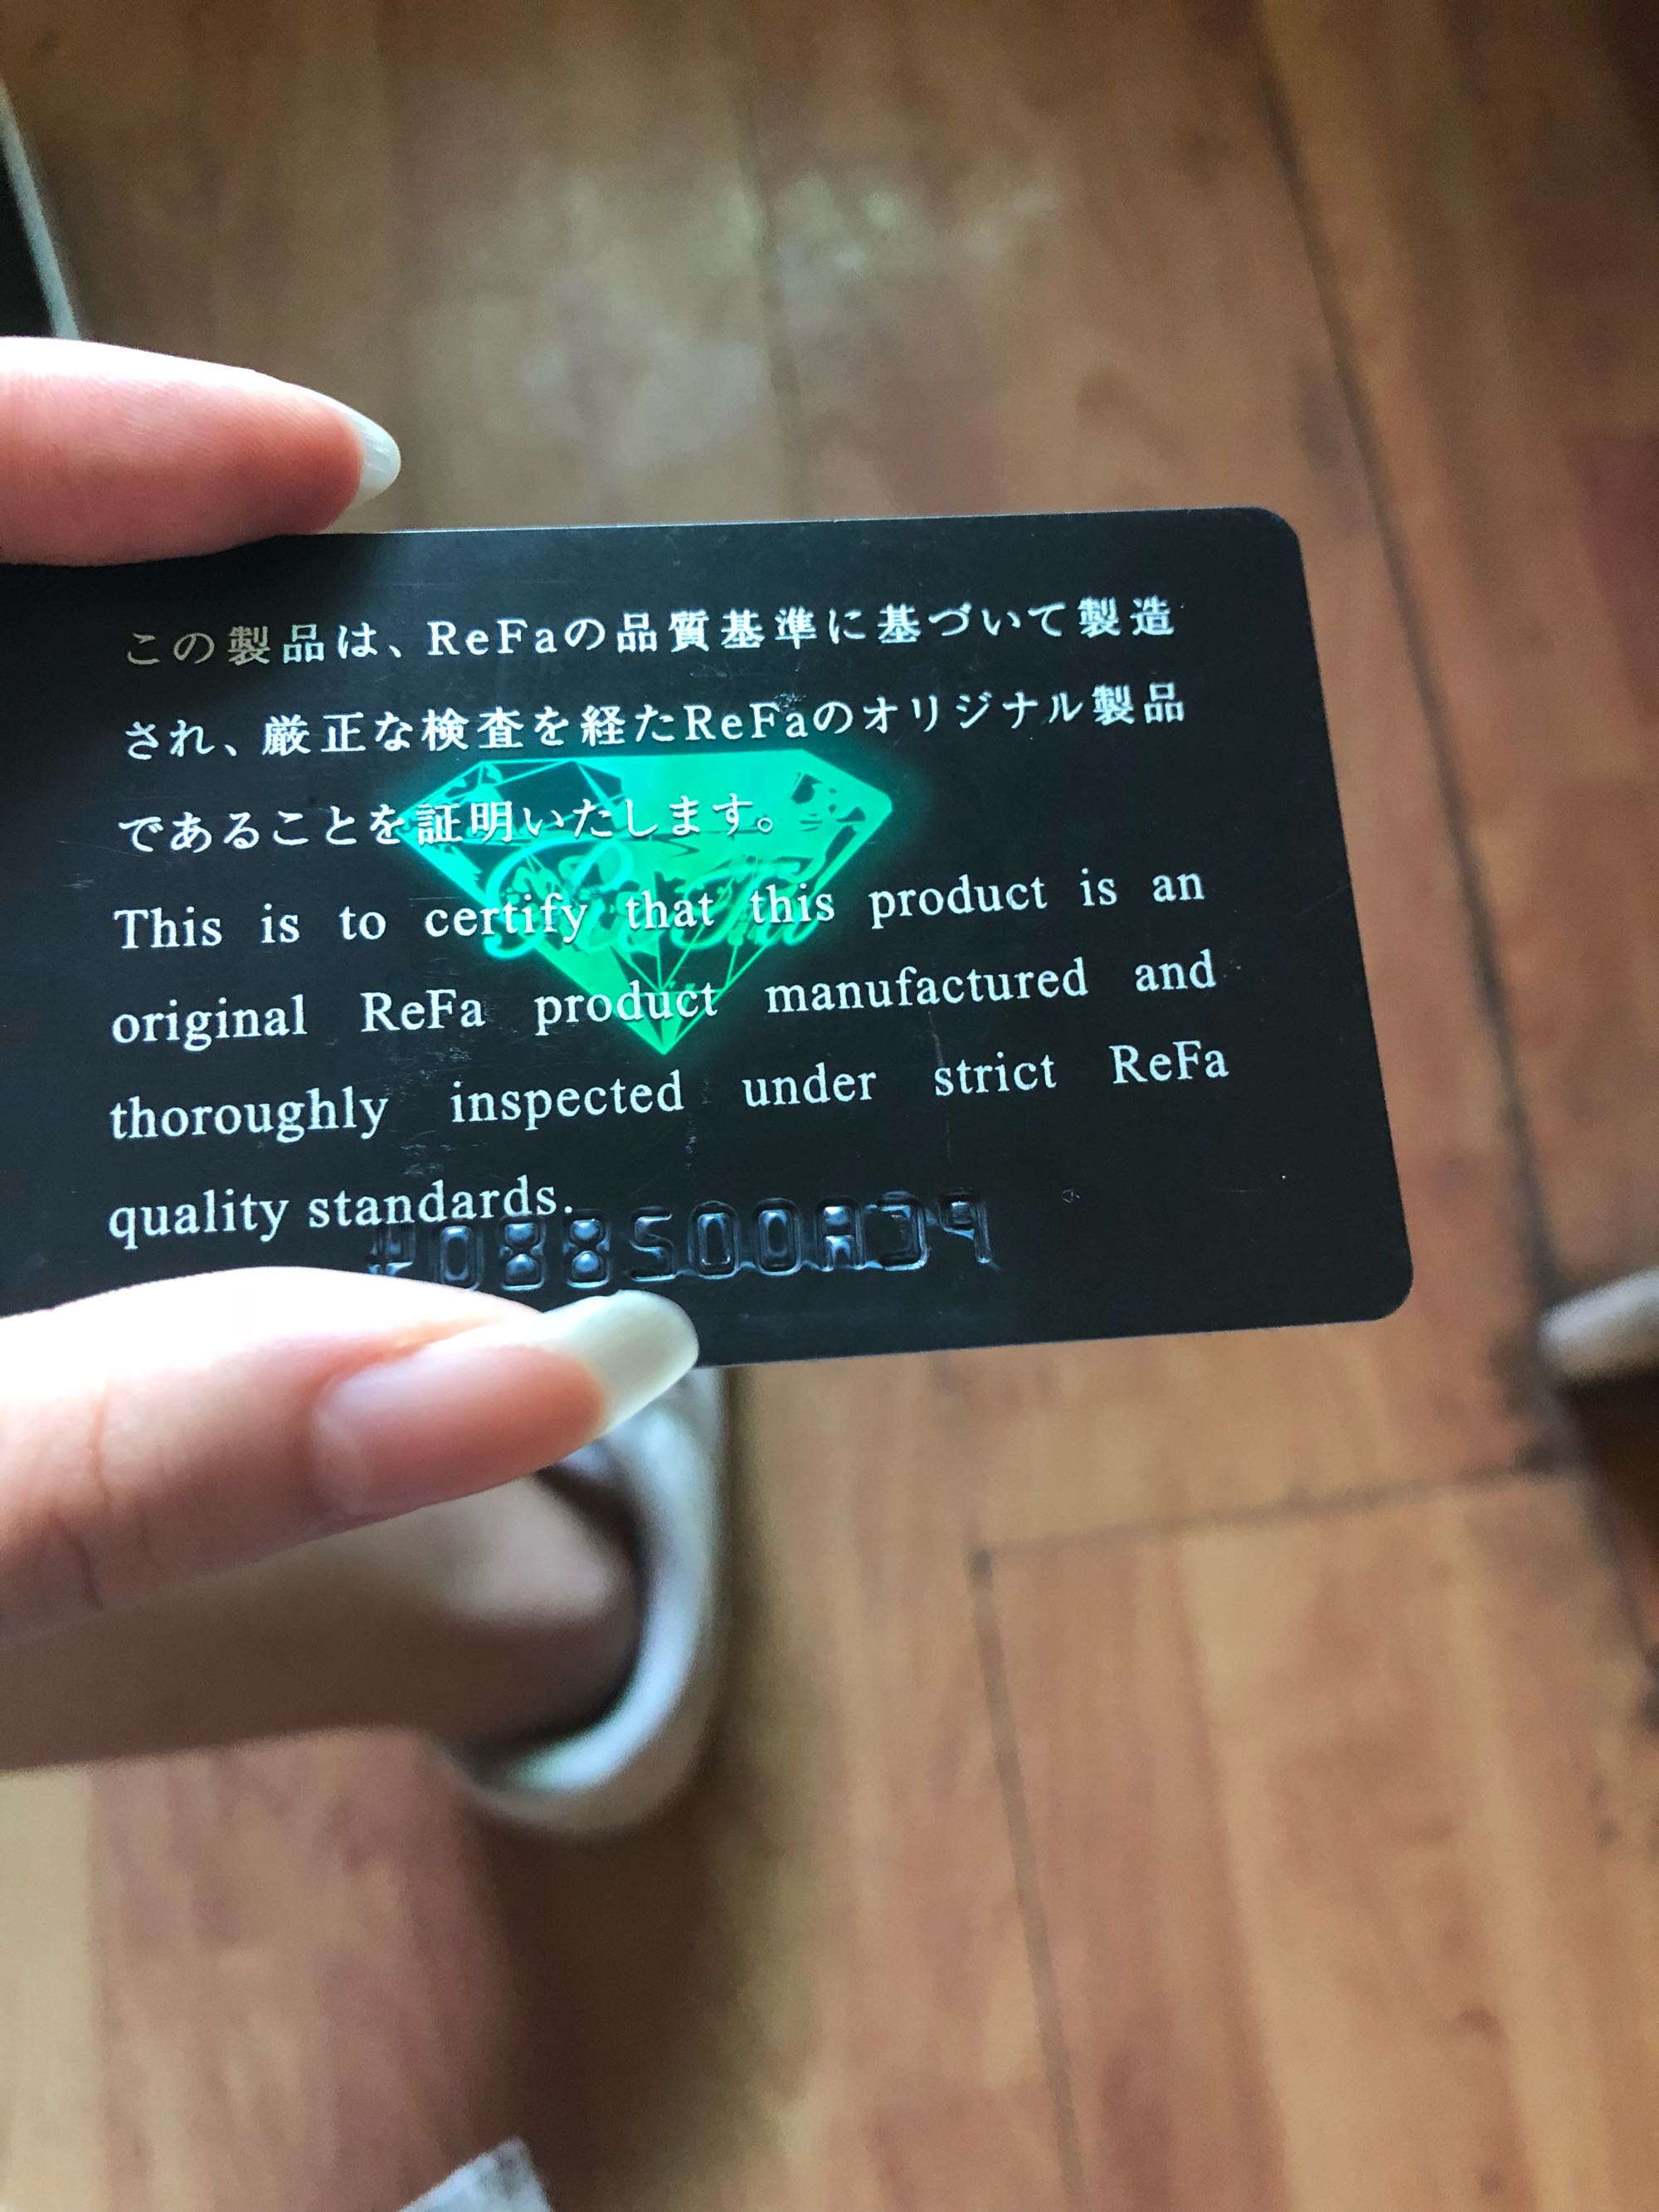 この製品は、ReFaの品質基準に基づいて製造
され、厳正な検査を経たReFaのオリジナル製品
であることを証明いたします。
ReFa
This is to certify that this product is an
original ReFa product manufactured and
thoroughly inspected under strict ReFa
quality standards.